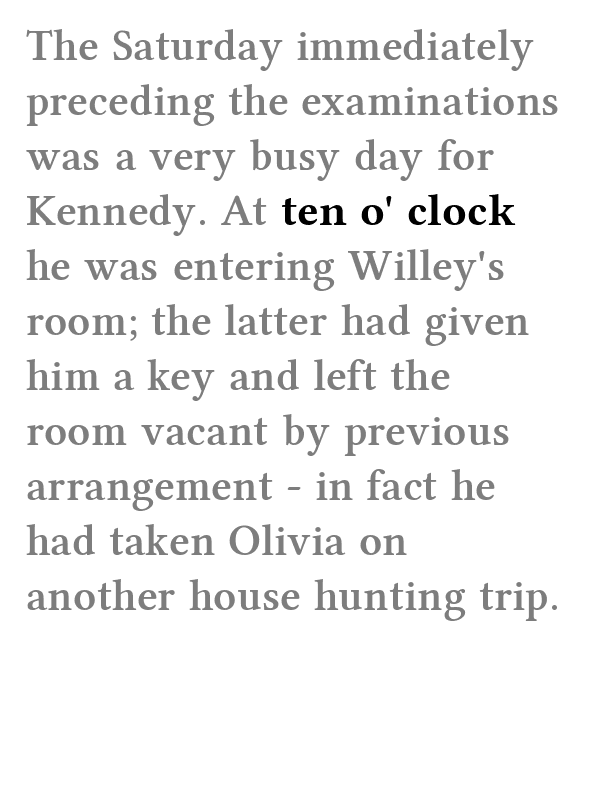 The Saturday immediately
preceding the examinations
was a very busy day for
Kennedy. At ten o' clock
he was entering Willey's
room; the latter had given
him a key and left the
room vacant by previous
arrangement - in fact he
had taken Olivia on
another house hunting trip.